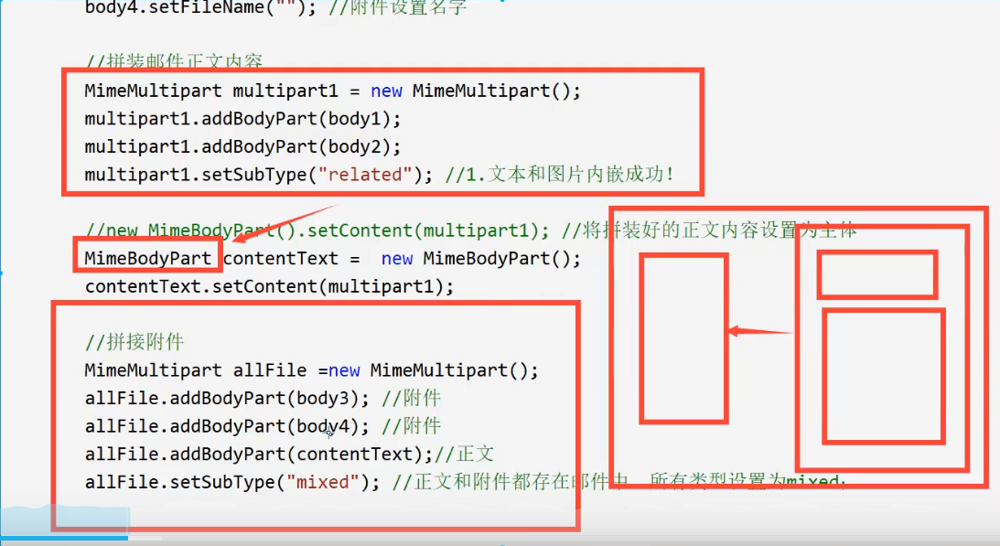 body4.setFileName(""); //附件设置名字
//拼装邮件正文内容
MimeMultipart multipart1 = new MimeMultipart();
multipart1.addBodyPart(body1);
multipart1.addBodyPart(body2);
multipart1.setSubType("related"); //1.文本和图片内嵌成功!
//new MimeBodyPart().setContent(multipart1); //将拼装好的正文内容设置为主体
MimeBodyPart contentText = new MimeBodyPart();
contentText.setContent(multipart1);
//拼接附件
MimeMultipart allFile =new MimeMultipart();
allFile.addBodyPart(body3); //附件
allFile.addBodyPart(body4); //附件
allFile.addBodyPart(contentText);//正文
allFile.setSubType("mixed"); //正文和附件都存在邮件中，所有类型设置为mixed;